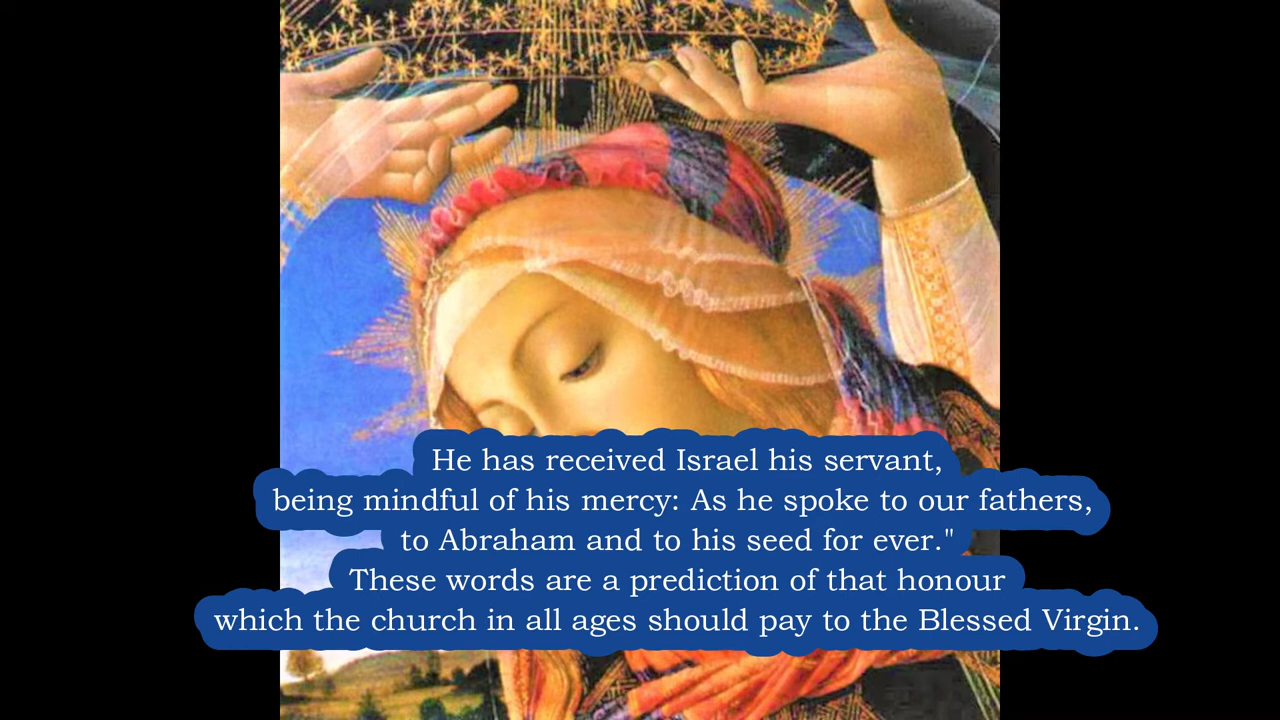 He has received Israel his servant,
being mindful of his mercy: As he spoke to our fathers,
to Abraham and to his seed for ever."
These words are a prediction of that honour
which the church in all ages should pay to the Blessed Virgin.